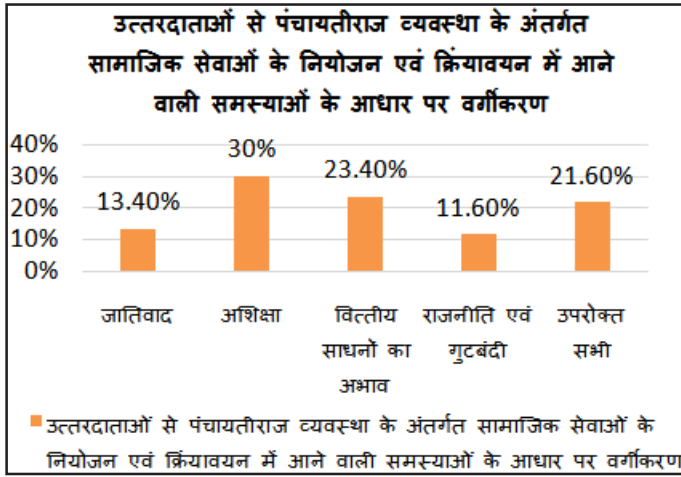 उत्तरदाताओं से पंचायतीराज व्यवस्था के अंतर्गत
सामाजिक सेवाओं के नियोजन एवं क्रिंयावयन में आने
वाली समस्याओं के आधार पर वर्गीकरण
40%
30%
20%
10%
0%
13.40%
30%
23.40%
11.60%
21.60%
जातिवाद
अशिक्षा
वित्तीय
साधनों का
अभाव
राजनीति एवं
गुटबंदी
उपरोक्त
सभी
उत्तरदाताओं से पंचायतीराज व्यवस्था के अंतर्गत सामाजिक सेवाओं के
नियोजन एवं क्रिंयावयन में आने वाली समस्याओं के आधार पर वर्गीकरण